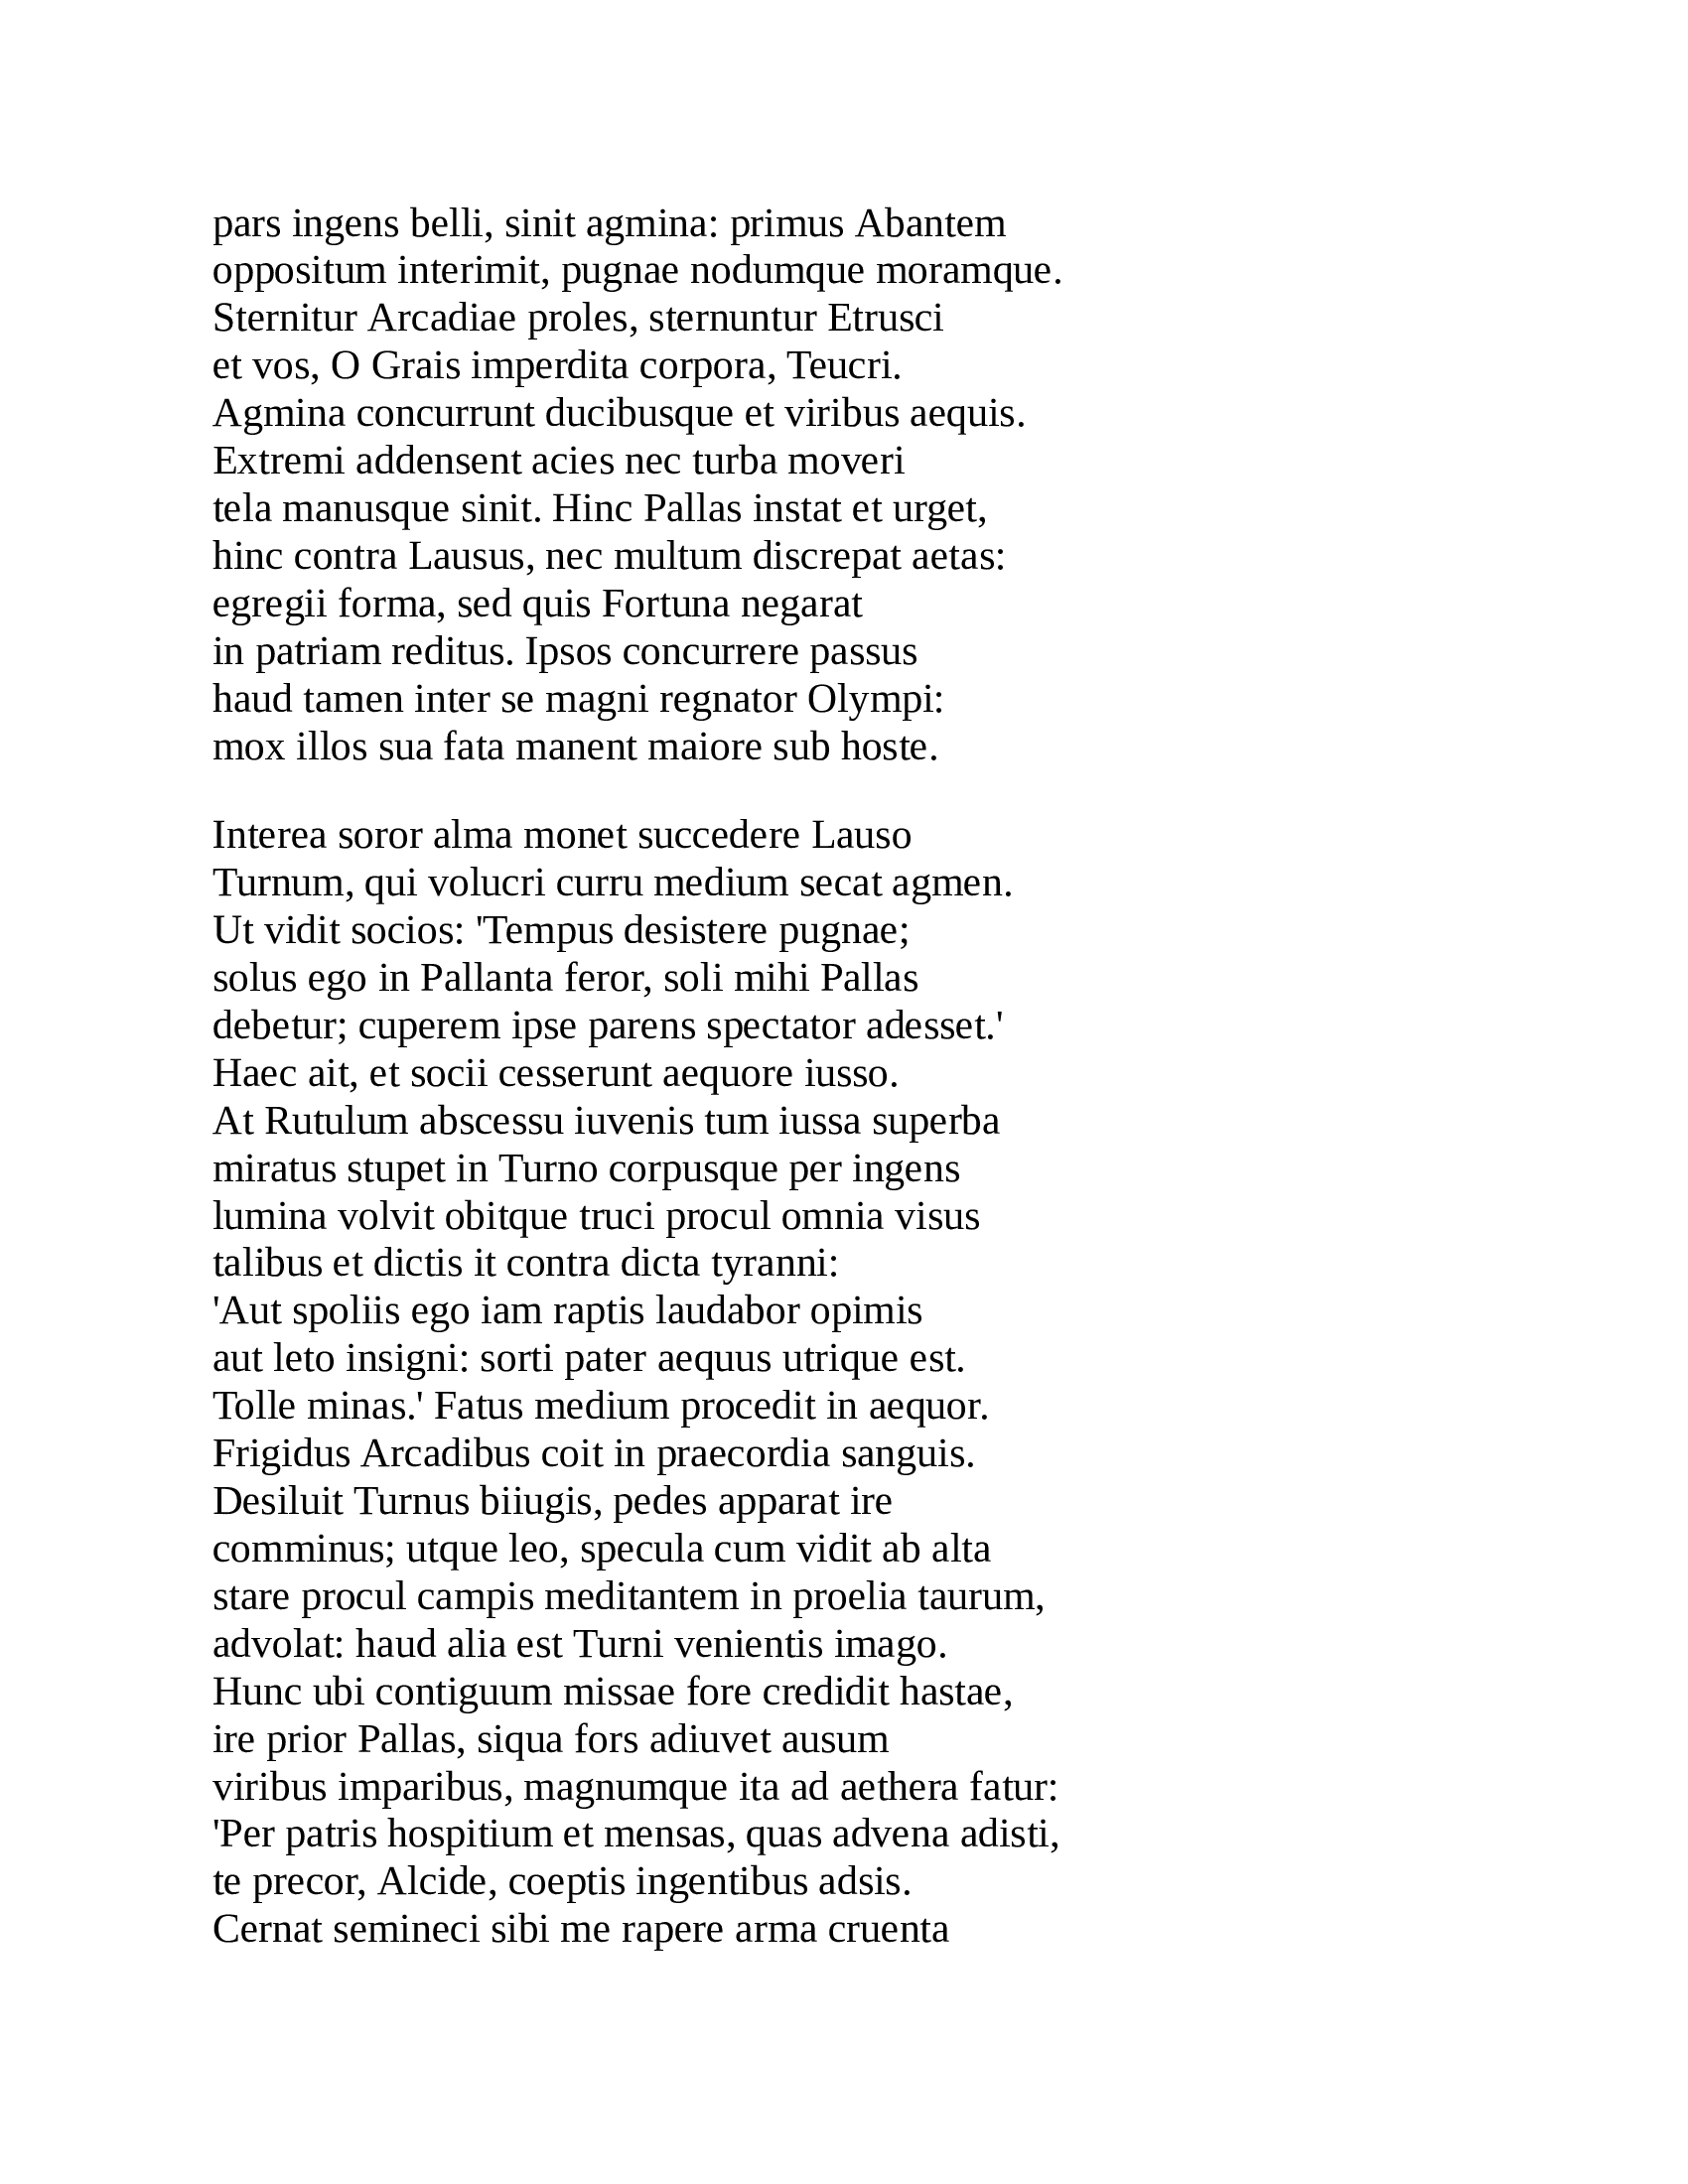 pars ingens belli, sinit agmina: primus Abantem
oppositum interimit, pugnae nodumque moramque.
Sternitur Arcadiae proles, sternuntur Etrusci
et vos, O Grais imperdita corpora, Teucri.
Agmina concurrunt ducibusque et viribus aequis.
Extremi addensent acies nec turba moveri
tela manusque sinit. Hinc Pallas instat et urget,
hinc contra Lausus, nec multum discrepat aetas:
egregii forma, sed quis Fortuna negarat
in patriam reditus. Ipsos concurrere passus
haud tamen inter se magni regnator Olympi:
mox illos sua fata manent maiore sub hoste.

Interea soror alma monet succedere Lauso
Turnum, qui volucri curru medium secat agmen.
Ut vidit socios: 'Tempus desistere pugnae;
solus ego in Pallanta feror, soli mihi Pallas
debetur; cuperem ipse parens spectator adesset.'
Haec ait, et socii cesserunt aequore iusso.
At Rutulum abscessu iuvenis tum iussa superba
miratus stupet in Turno corpusque per ingens
lumina volvit obitque truci procul omnia visus
talibus et dictis it contra dicta tyranni:
'Aut spoliis ego iam raptis laudabor opimis
aut leto insigni: sorti pater aequus utrique est.
Tolle minas.' Fatus medium procedit in aequor.
Frigidus Arcadibus coit in praecordia sanguis.
Desiluit Turnus biiugis, pedes apparat ire
comminus; utque leo, specula cum vidit ab alta
stare procul campis meditantem in proelia taurum,
advolat: haud alia est Turni venientis imago.
Hunc ubi contiguum missae fore credidit hastae,
ire prior Pallas, siqua fors adiuvet ausum
viribus imparibus, magnumque ita ad aethera fatur:
'Per patris hospitium et mensas, quas advena adisti,
te precor, Alcide, coeptis ingentibus adsis.
Cernat semineci sibi me rapere arma cruenta